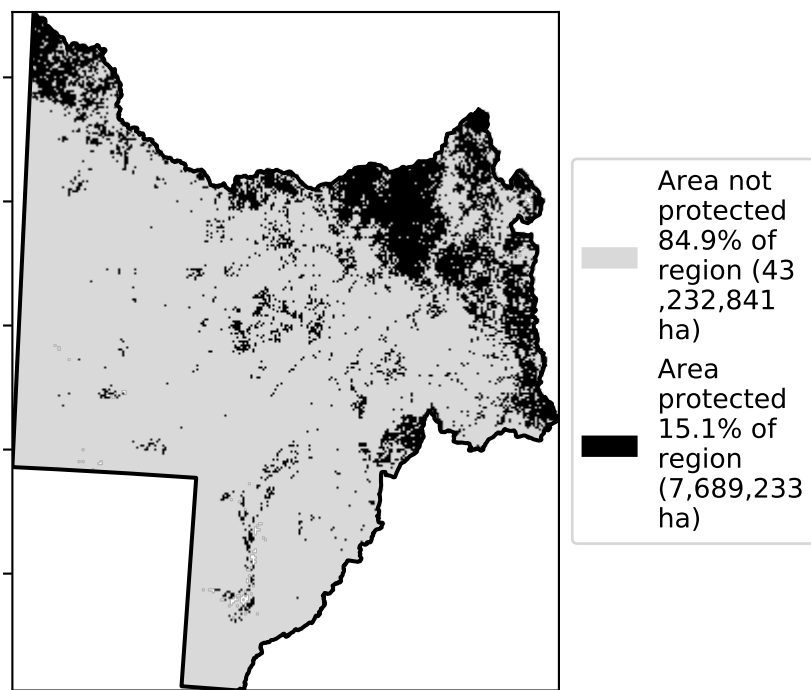 Area not
protected
84.9% of
region (43
,232,841
ha)
Area
protected
15.1% of
region
(7,689,233
ha)